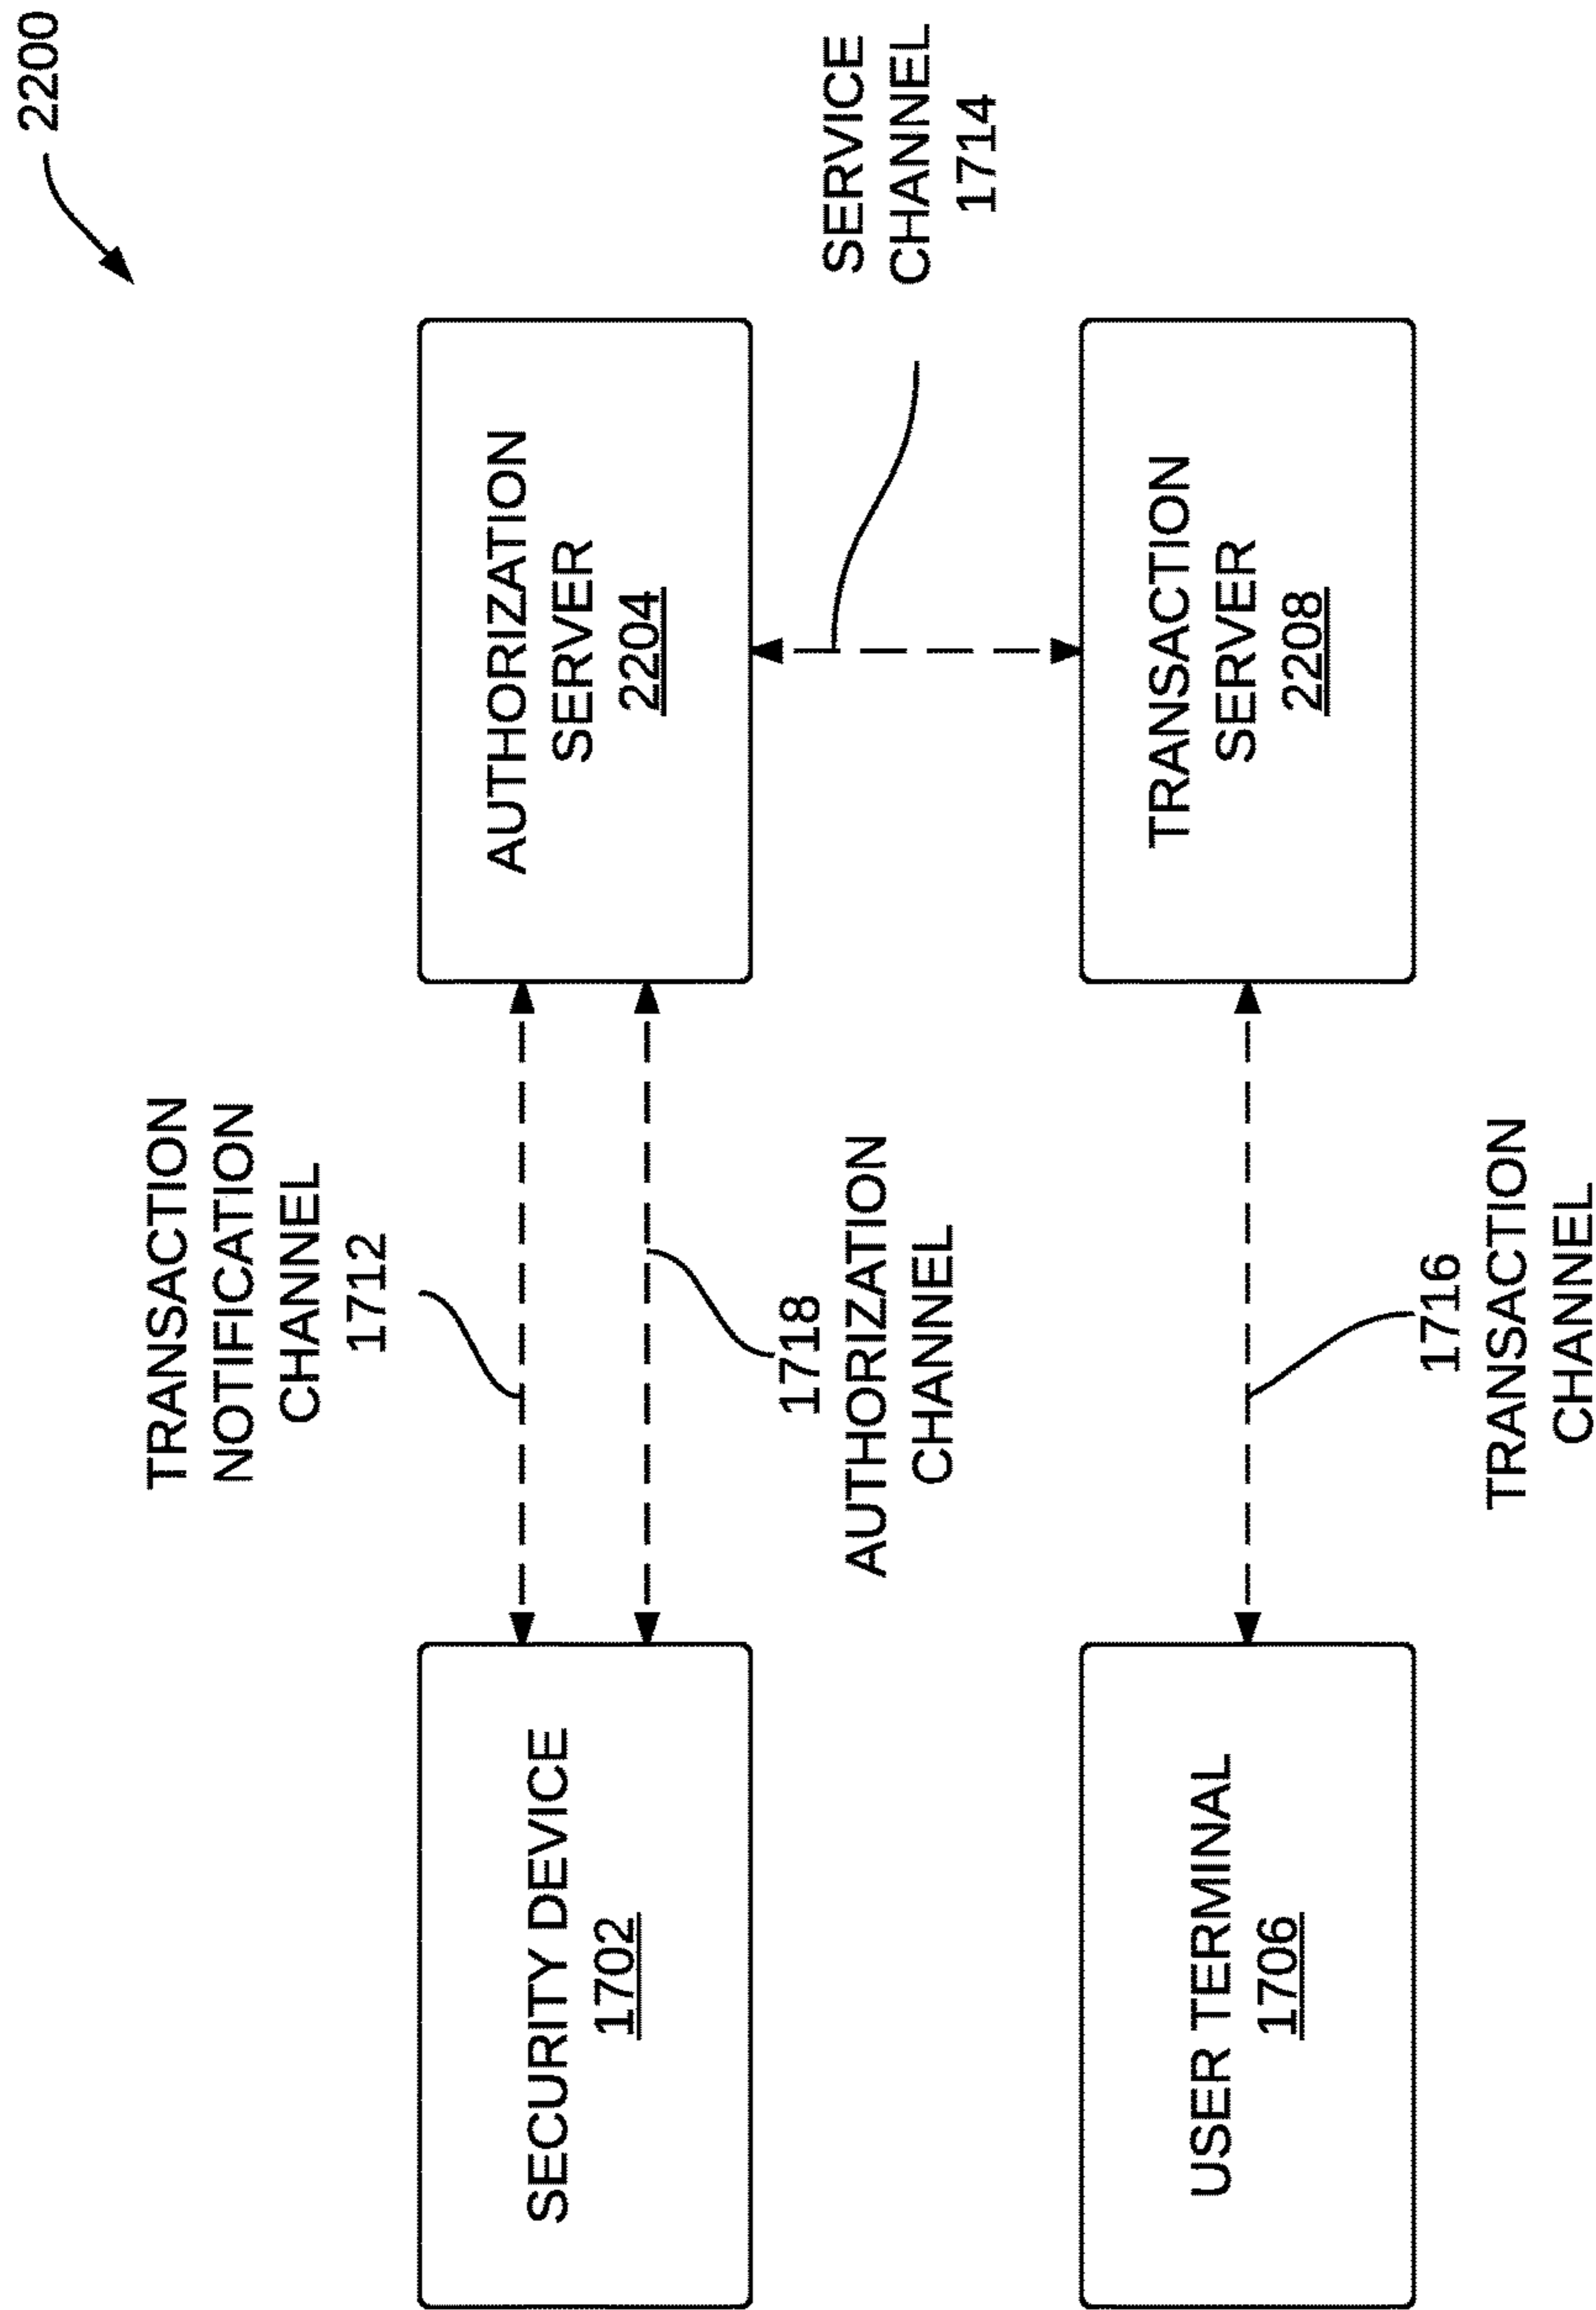 2200
TRANSACTION
NOTIFICATION
CHANNEL
1712
SECURITY DEVICE
1702
AUTHORIZATION
SERVER
2204
1718
AUTHORIZATION
CHANNEL
SERVICE
CHANNEL
1714
USER TERMINAL
1706
TRANSACTION
SERVER
2208
1716
TRANSACTION
CHANNEL